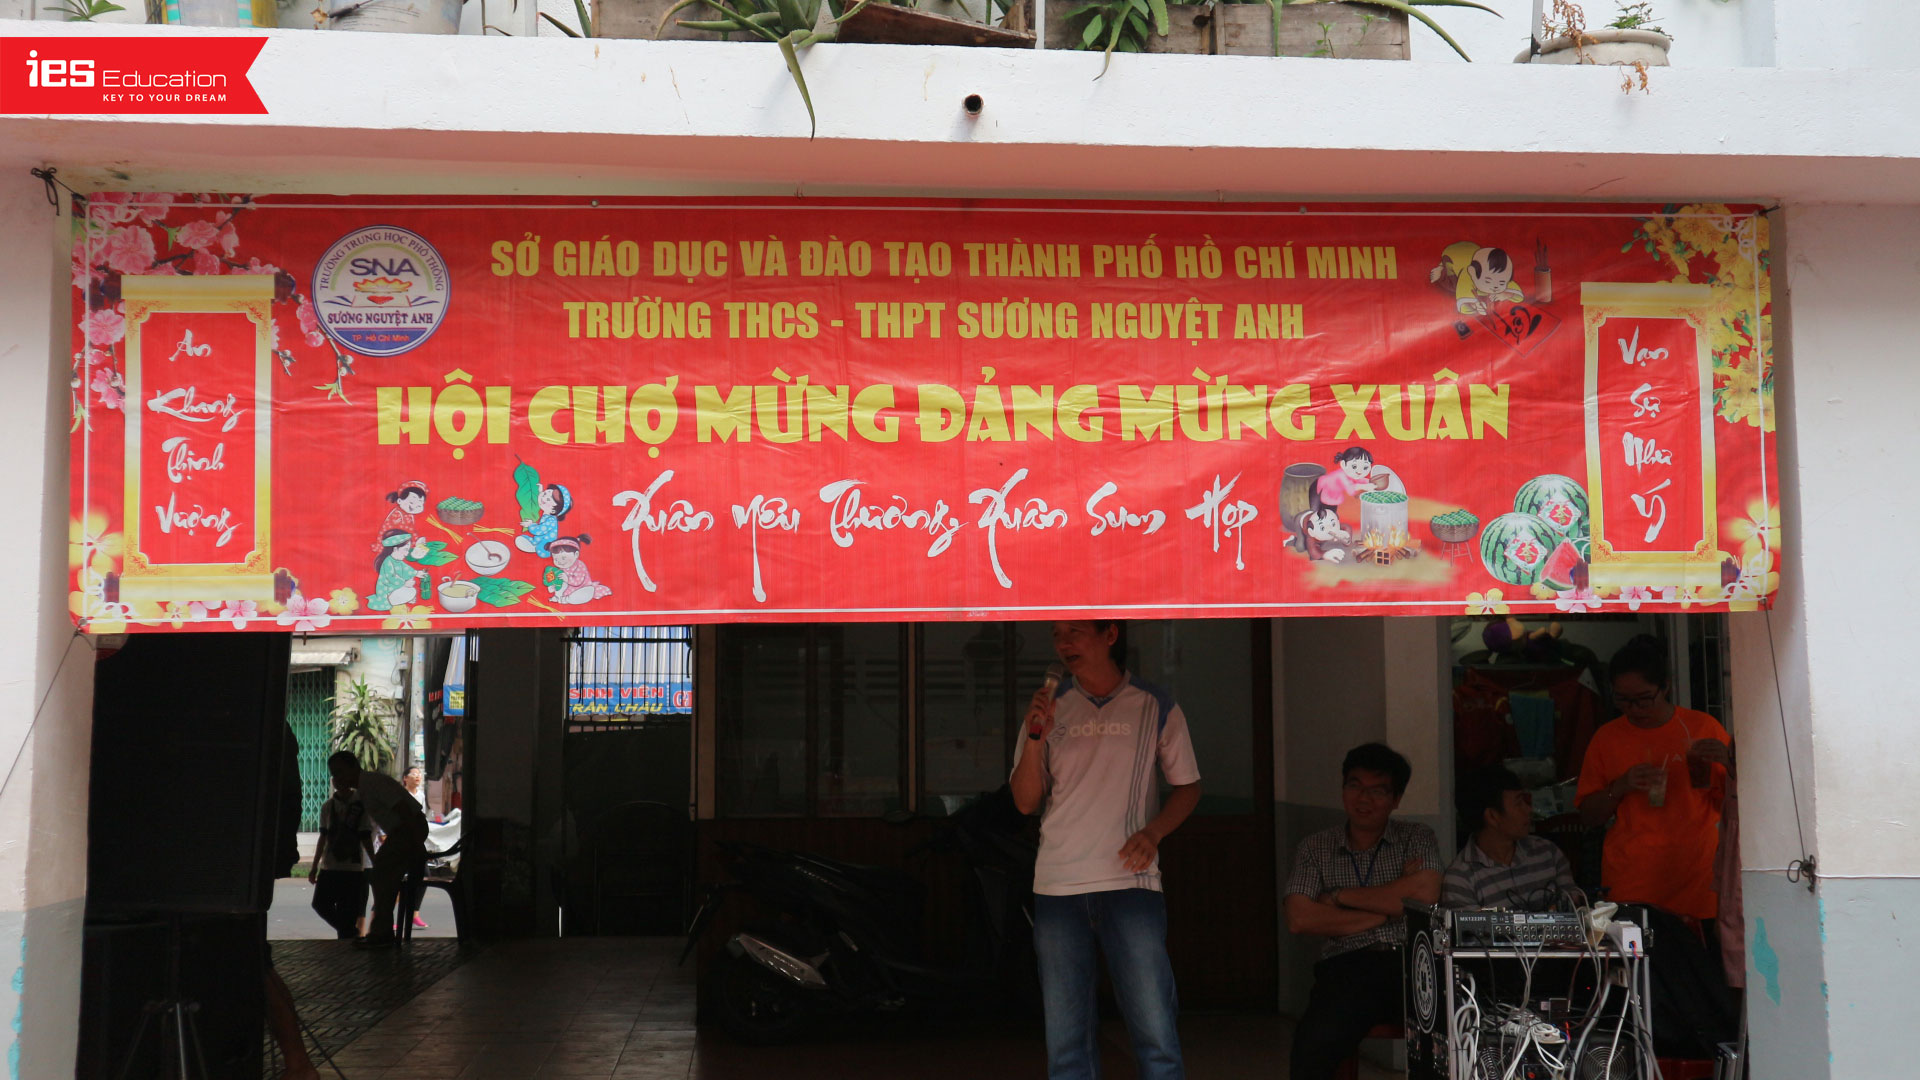 ies Education
KEY TO YOUR DREAM
SỞ GIÁO DỤC VÀ ĐÀO TẠO THÀNH PHỐ HỒ CHÍ MINH
TRƯỜNG THCS - THPT SƯƠNG NGUYỆT ANH
HỘI CHỢ MỪNG ĐẢNG MỪNG XUÂN
Xuân Yêu Thương, Xuân Sum Họp
TRƯỜNG TRUNG HỌC PHỔ THÔNG
SNA
SƯƠNG NGUYỆT ANH
TP Hồ Chí Minh
An
Khang
Thịnh
Vượng
Vạn
Sự
Như
Ý
SINH VIÊN
RÂN CHÂU
adidas